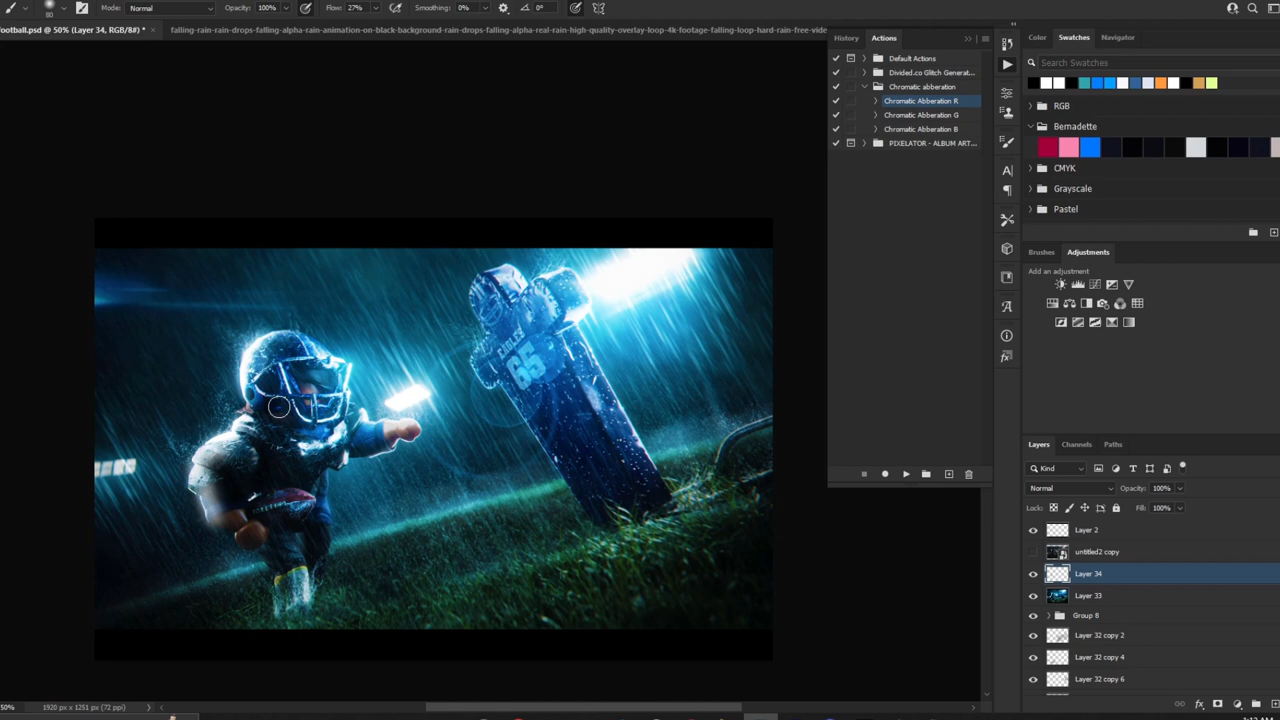 80
Mode: Normal
Opacity: 100%
Flow: 27%
Smoothing: 0%
0°
ootball.psd @ 50% (Layer 34, RGB/8#) *
falling-rain-rain-drops-falling-alpha-rain-animation-on-black-background-rain-drops-falling-alpha-real-rain-high-quality-overlay-loop-4k-footage-falling-loop-hard-rain-free-vide
History
Actions
Default Actions
Divided.co Glitch Generat...
Chromatic abberation
Chromatic Abberation R
Chromatic Abberation G
Chromatic Abberation B
PIXELATOR - ALBUM ART...
Color
Swatches
Navigator
Search Swatches
RGB
Bernadette
CMYK
Grayscale
Pastel
Brushes
Adjustments
Add an adjustment
EAGLES
65
Layers
Channels
Paths
Kind
Normal
Opacity: 100%
Lock:
Fill: 100%
Layer 2
untitled2 copy
Layer 34
Layer 33
Group 8
Layer 32 copy 2
Layer 32 copy 4
Layer 32 copy 6
50%
1920 px x 1251 px (72 ppi)